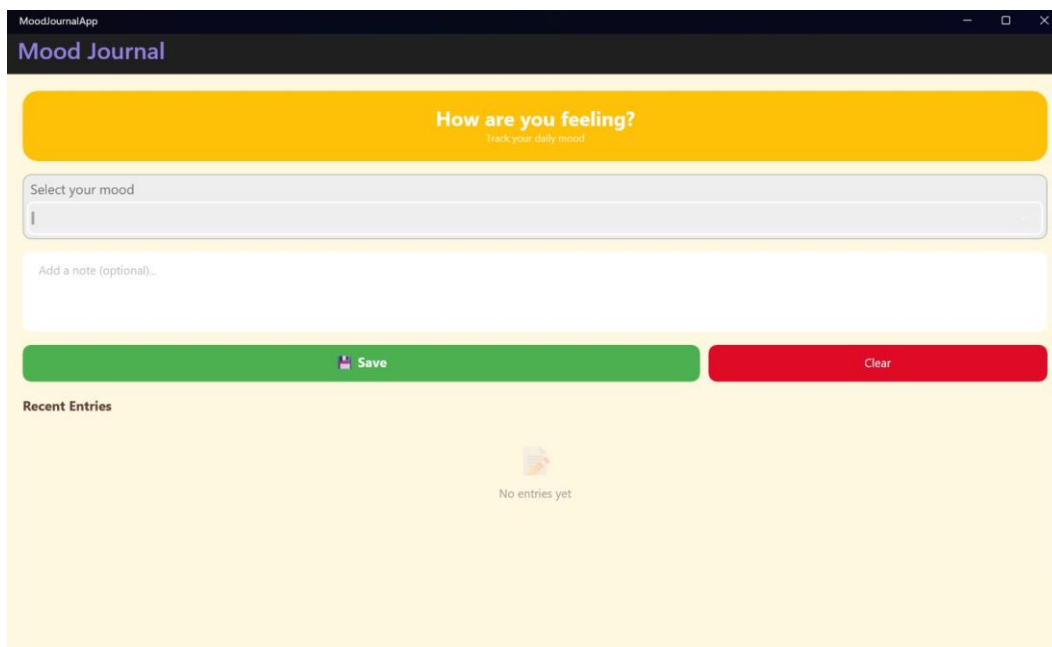 MoodJournalApp
Mood Journal
How are you feeling?
Track your daily mood
Select your mood
Add a note (optional)...
💾 Save
Clear
Recent Entries
No entries yet